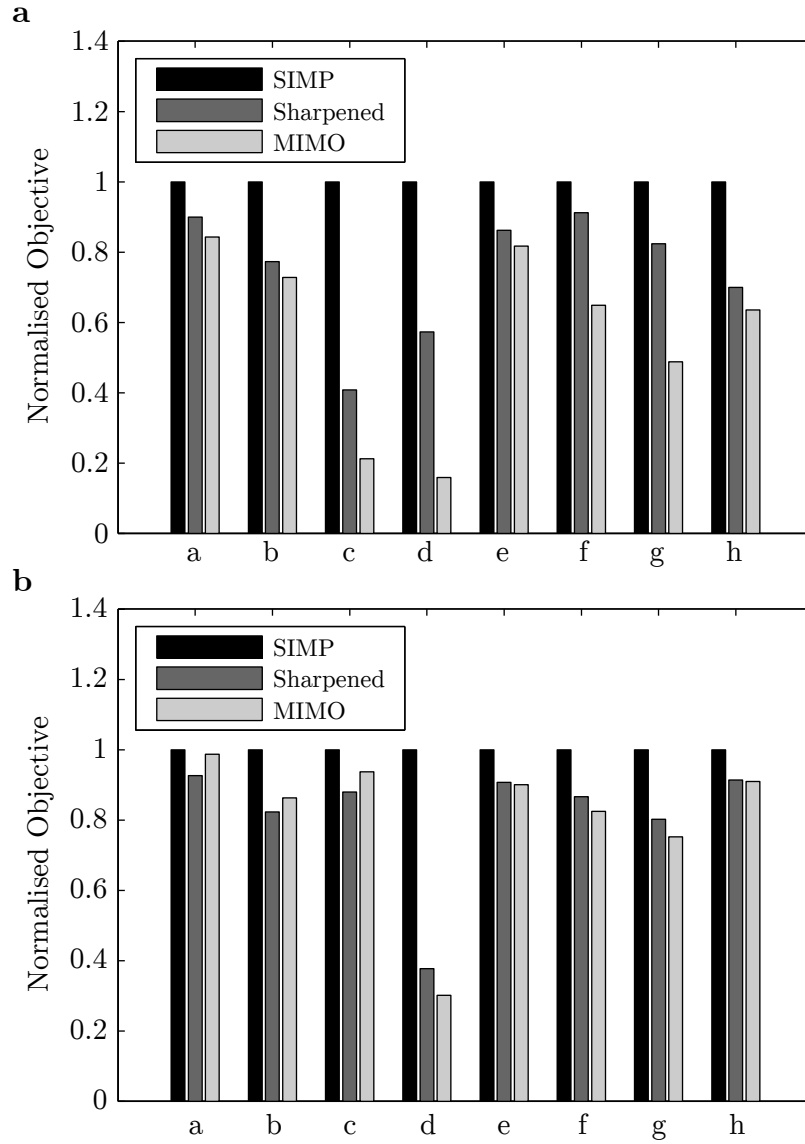 a
1.4
1.2
1
0.8
0.6
0.4
0.2
0
Normalised Objective
SIMP
Sharpened
MIMO
a b c d e f g h
b
1.4
1.2
1
0.8
0.6
0.4
0.2
0
Normalised Objective
SIMP
Sharpened
MIMO
a b c d e f g h